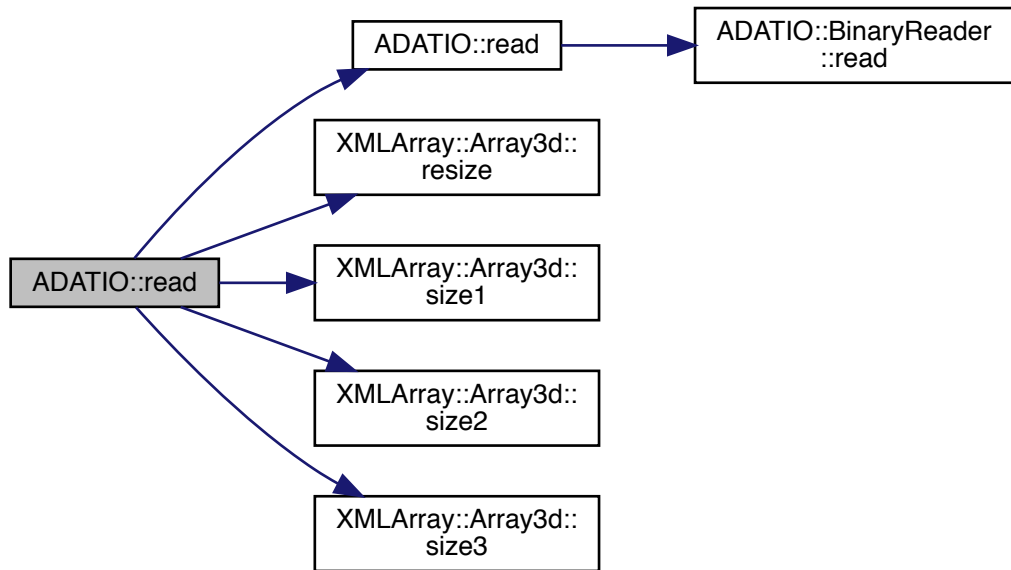 ADATIO::read
ADATIO::BinaryReader
::read
XMLArray::Array3d::
resize
ADATIO::read
XMLArray::Array3d::
size1
XMLArray::Array3d::
size2
XMLArray::Array3d::
size3